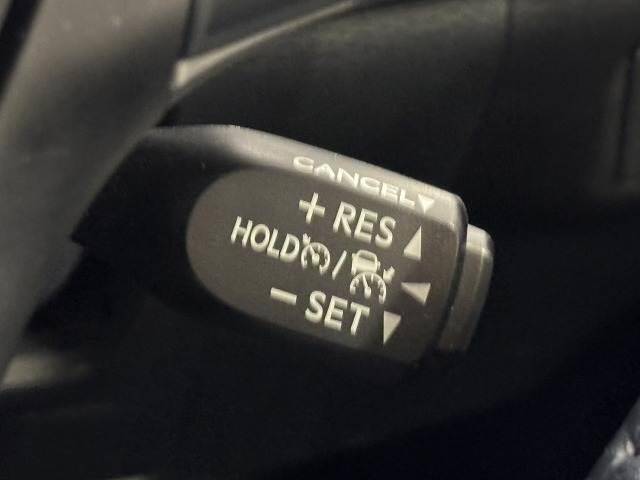 CANCEL
+ RES
HOLD /
- SET